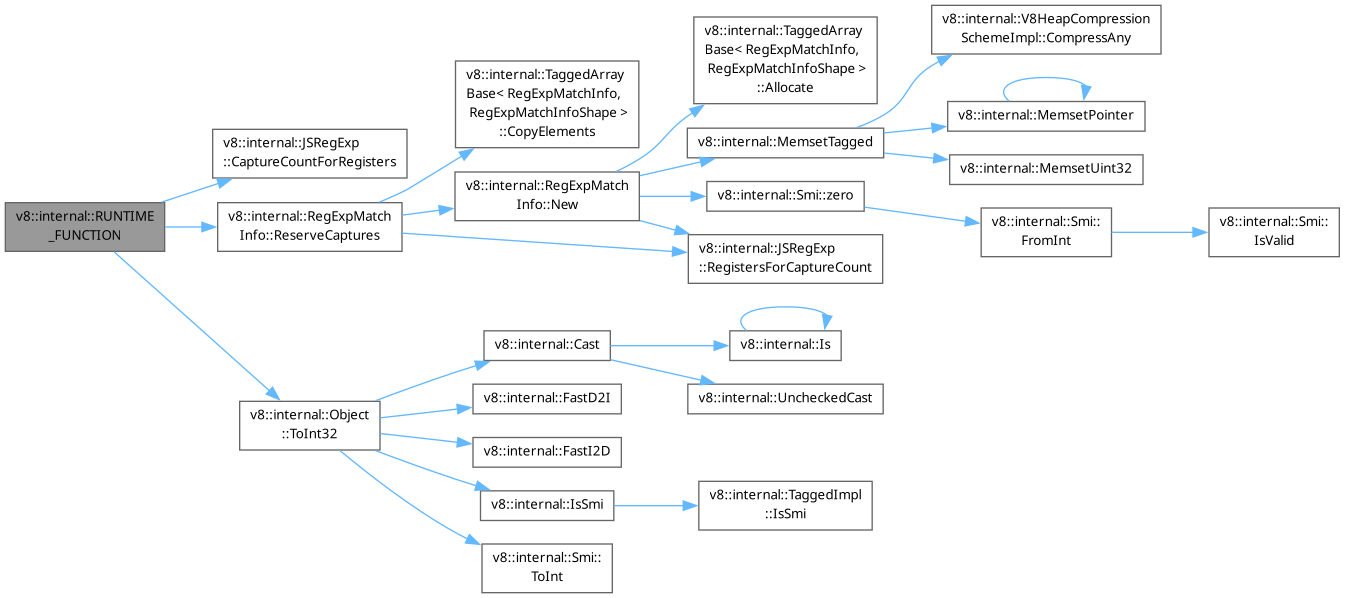 v8::internal::RUNTIME
_FUNCTION
v8::internal::JSRegExp
::CaptureCountForRegisters
v8::internal::RegExpMatch
Info::ReserveCaptures
v8::internal::TaggedArray
Base< RegExpMatchInfo,
RegExpMatchInfoShape >
::CopyElements
v8::internal::RegExpMatch
Info::New
v8::internal::TaggedArray
Base< RegExpMatchInfo,
RegExpMatchInfoShape >
::Allocate
v8::internal::MemsetTagged
v8::internal::V8HeapCompression
SchemeImpl::CompressAny
v8::internal::MemsetPointer
v8::internal::MemsetUint32
v8::internal::Smi::zero
v8::internal::Smi::
FromInt
v8::internal::Smi::
IsValid
v8::internal::JSRegExp
::RegistersForCaptureCount
v8::internal::Object
::ToInt32
v8::internal::Cast
v8::internal::Is
v8::internal::UncheckedCast
v8::internal::FastD2I
v8::internal::FastI2D
v8::internal::IsSmi
v8::internal::TaggedImpl
::IsSmi
v8::internal::Smi::
ToInt